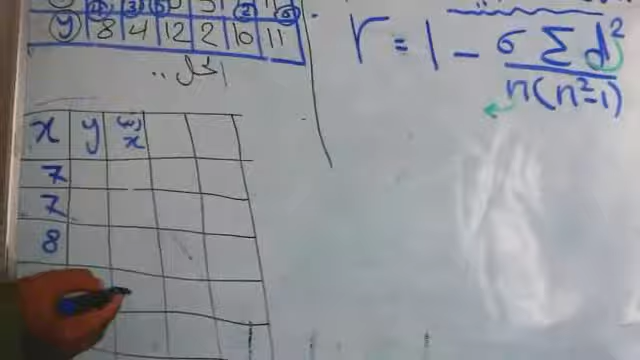 y 8 4 12 2 10 11
الحل ..
r = 1 - 6 Σ d²
n(n²-1)
x y x
7
7
8